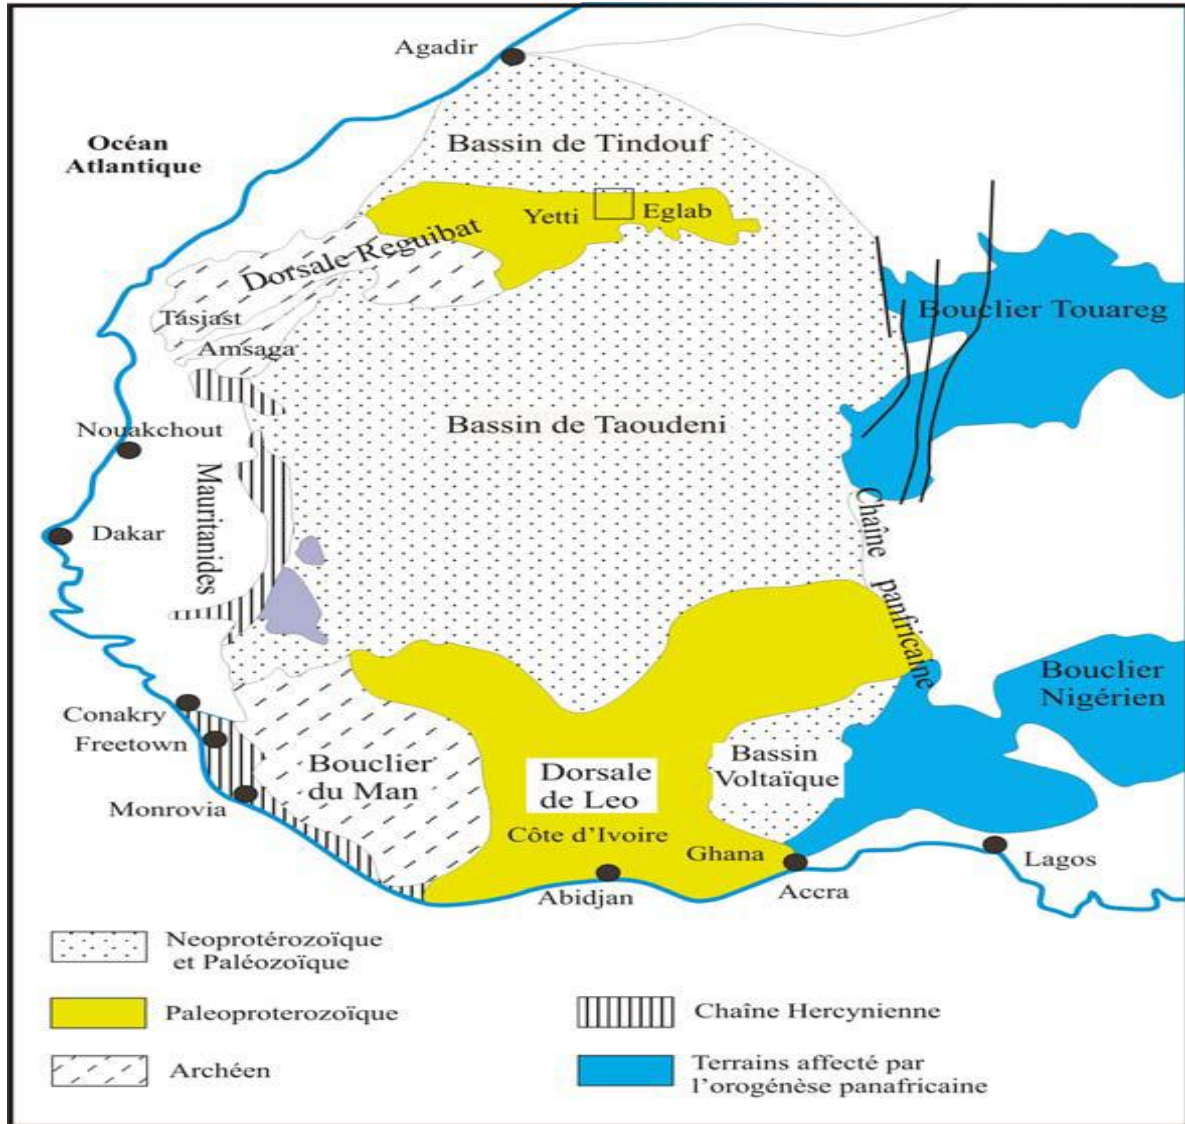 Agadir
Océan
Atlantique
Bassin de Tindouf
Yetti
Eglab
Dorsale Reguibat
Tasiast
Amsaga
Bouclier Touareg
Nouakchout
Bassin de Taoudeni
Mauritanides
Dakar
Chaîne panfricaine
Bouclier
Nigérien
Conakry
Freetown
Monrovia
Bouclier
du Man
Dorsale
de Leo
Bassin
Voltaïque
Côte d'Ivoire
Ghana
Abidjan
Accra
Lagos
Neoprotérozoïque
et Paléozoïque
Paleoproterozoïque
Archéen
Chaîne Hercynienne
Terrains affecté par
l'orogénèse panafricaine